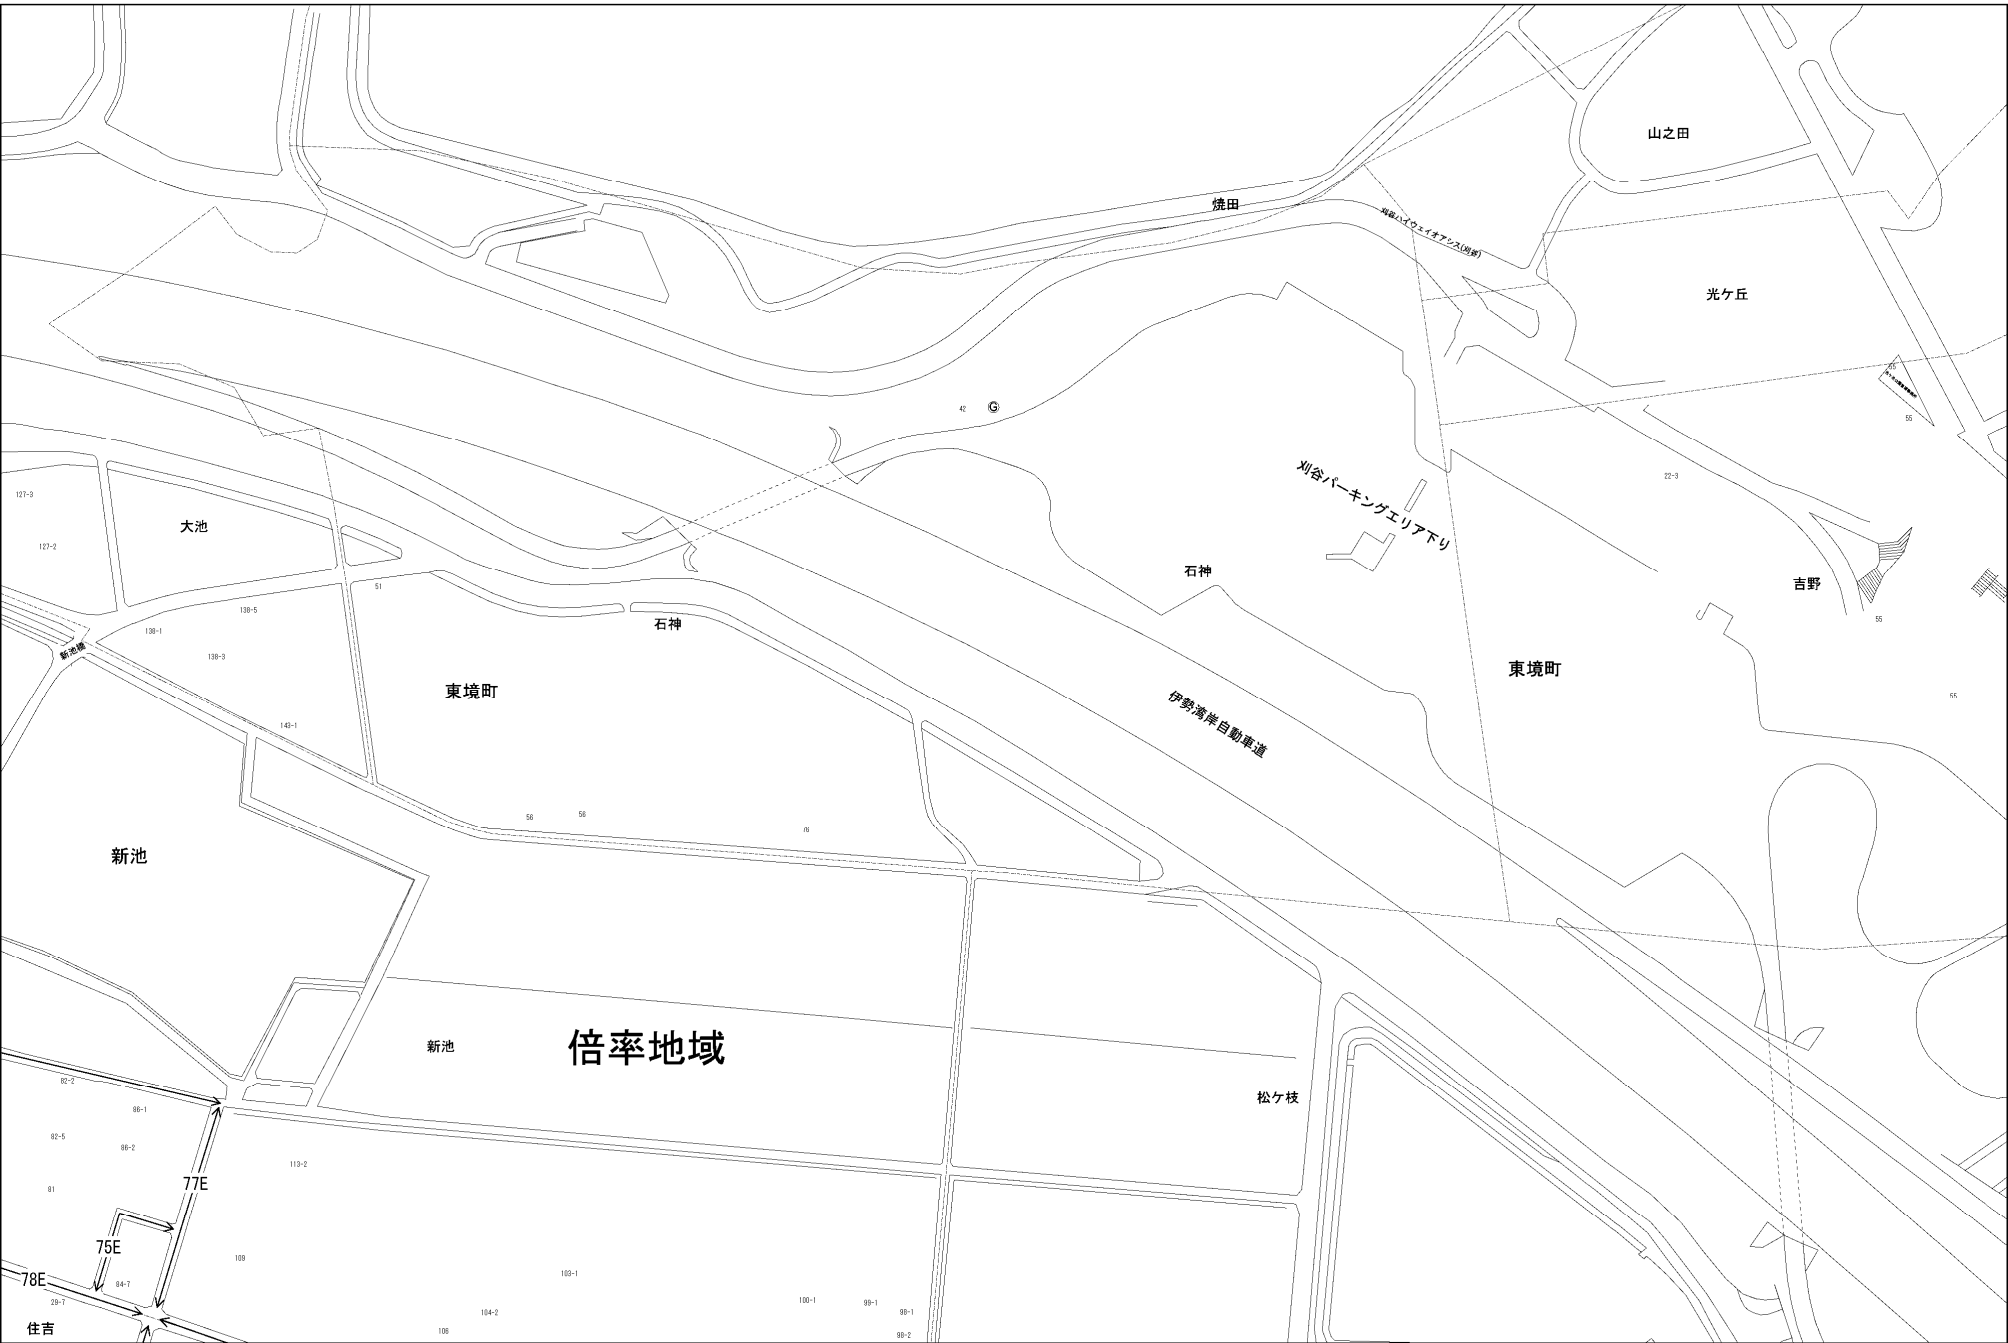 山之田
焼田
刈谷ハイウェイオアシス(刈谷)
光ケ丘
55
55
42
G
刈谷パーキングエリア下り
22-3
127-3
大池
127-2
石神
吉野
51
138-5
石神
55
138-1
新池橋
138-3
東境町
東境町
55
143-1
伊勢湾岸自動車道
56
58
76
新池
新池
倍率地域
松ケ枝
82-2
86-1
82-5
86-2
113-2
77E
81
75E
109
103-1
78E
84-7
29-7
104-2
100-1
98-1
98-1
住吉
106
98-2